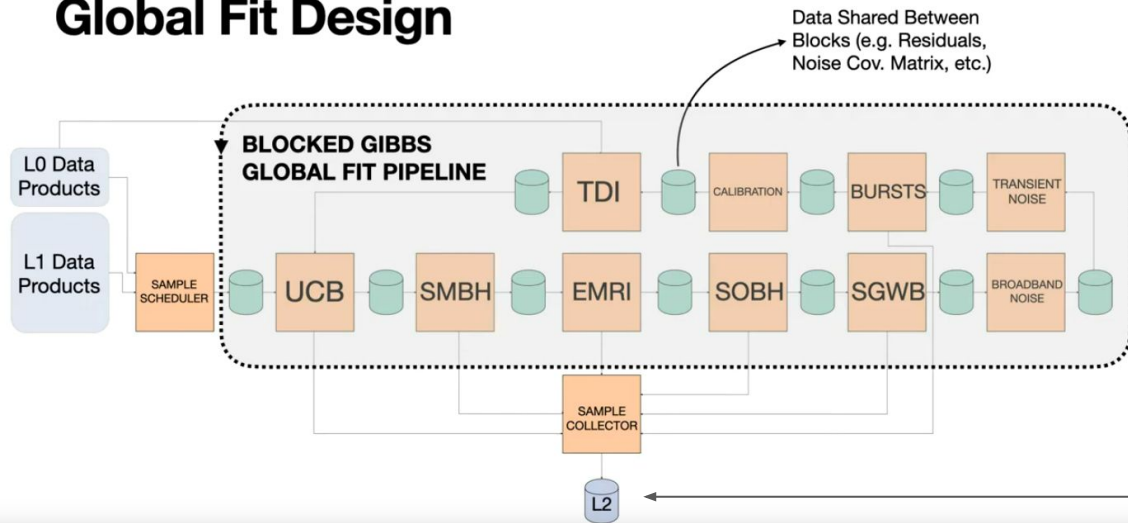 Global Fit Design
Data Shared Between
Blocks (e.g. Residuals,
Noise Cov. Matrix, etc.)
L0 Data
Products
BLOCKED GIBBS
GLOBAL FIT PIPELINE
TDI
CALIBRATION
BURSTS
TRANSIENT
NOISE
L1 Data
Products
SAMPLE
SCHEDULER
UCB
SMBH
EMRI
SOBH
SGWB
BROADBAND
NOISE
SAMPLE
COLLECTOR
L2